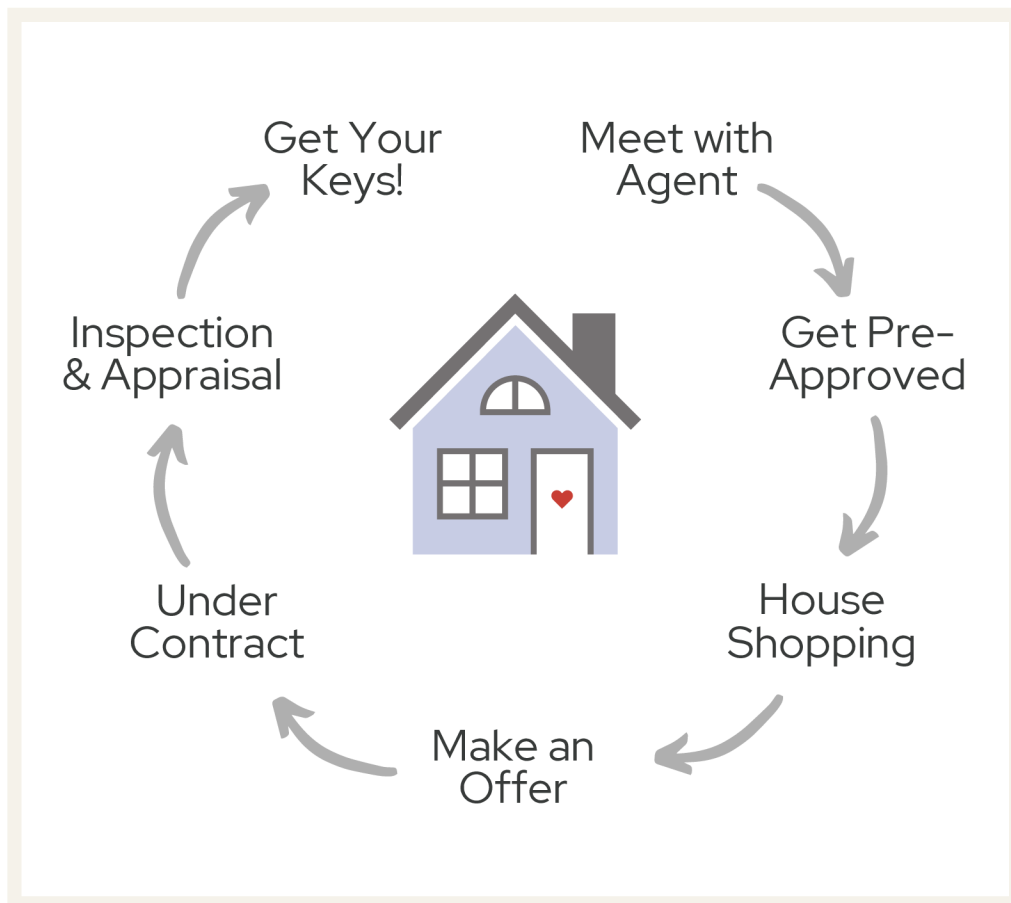 Get Your
Keys!
Meet with
Agent
Inspection
& Appraisal
Get Pre-
Approved
Under
Contract
House
Shopping
Make an
Offer